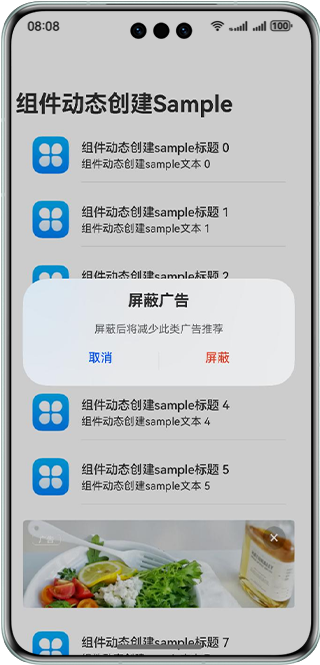 08:08
100
组件动态创建Sample
组件动态创建sample标题 0
组件动态创建sample文本 0
组件动态创建sample标题 1
组件动态创建sample文本 1
组件动态创建sample标题 2
屏蔽广告
屏蔽后将减少此类广告推荐
取消
屏蔽
组件动态创建sample标题 4
组件动态创建sample文本 4
组件动态创建sample标题 5
组件动态创建sample文本 5
广告
组件动态创建sample标题 7